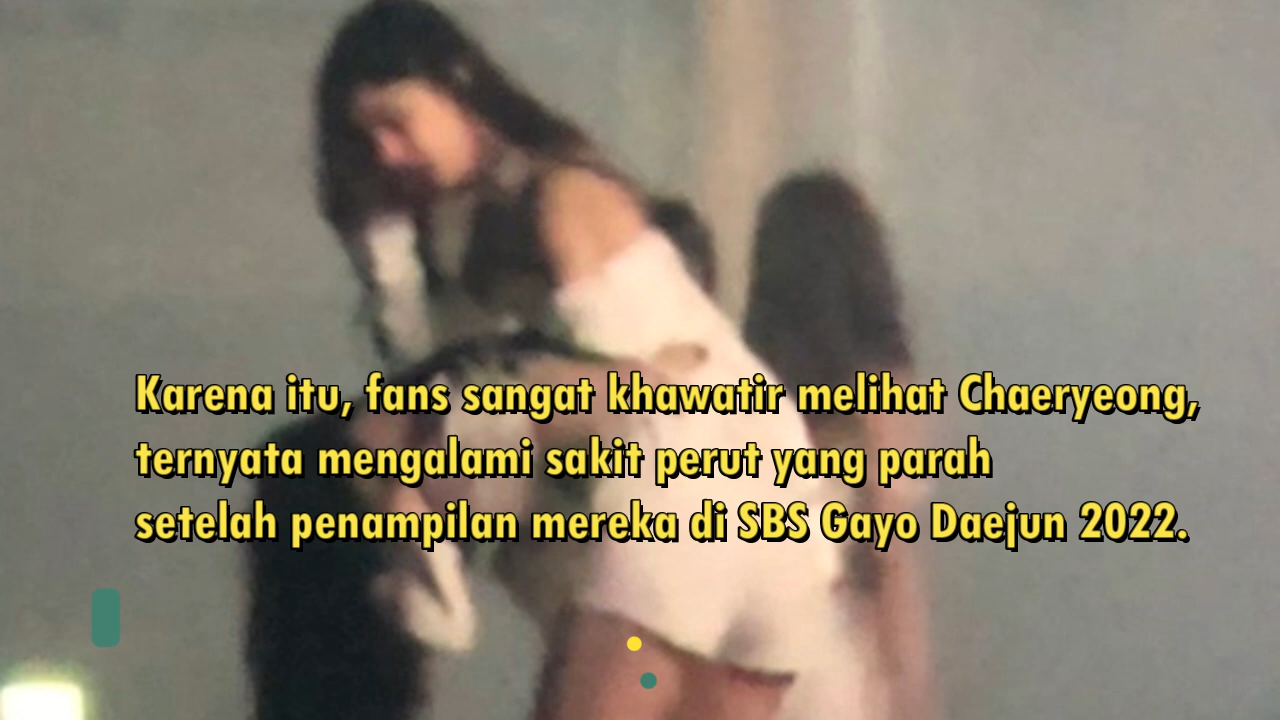 Karena itu, fans sangat khawatir melihat Chaeryeong,
ternyata mengalami sakit perut yang parah
setelah penampilan mereka di SBS Gayo Daejun 2022.